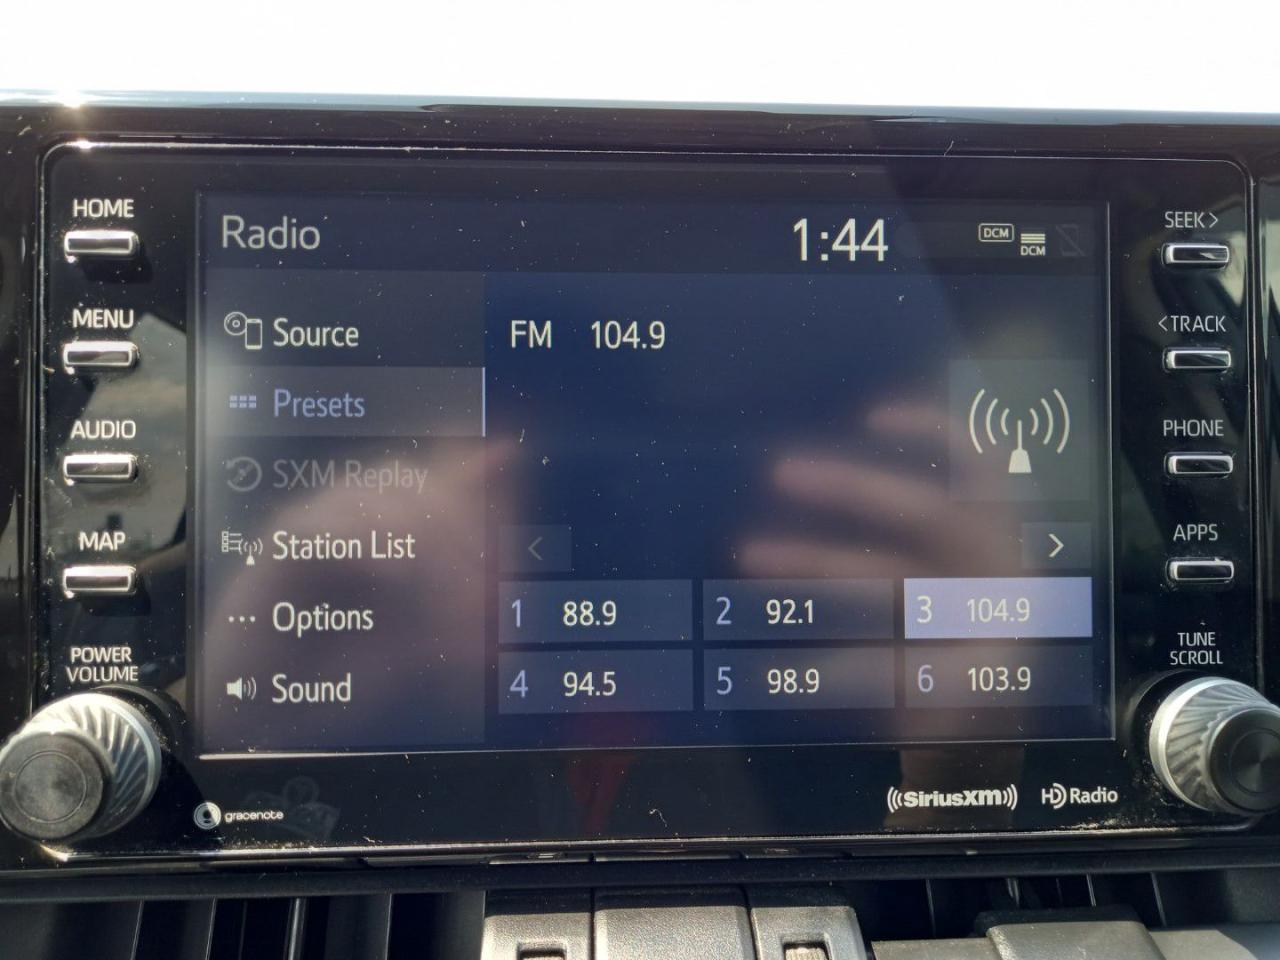 HOME
MENU
AUDIO
MAP
POWER
VOLUME
Radio
1:44
DCM
DCM
Source
Presets
SXM Replay
Station List
Options
Sound
FM 104.9
<
>
1 88.9
2 92.1
3 104.9
4 94.5
5 98.9
6 103.9
SEEK>
<TRACK
PHONE
APPS
TUNE
SCROLL
gracenote
((SiriusXM))
HD Radio